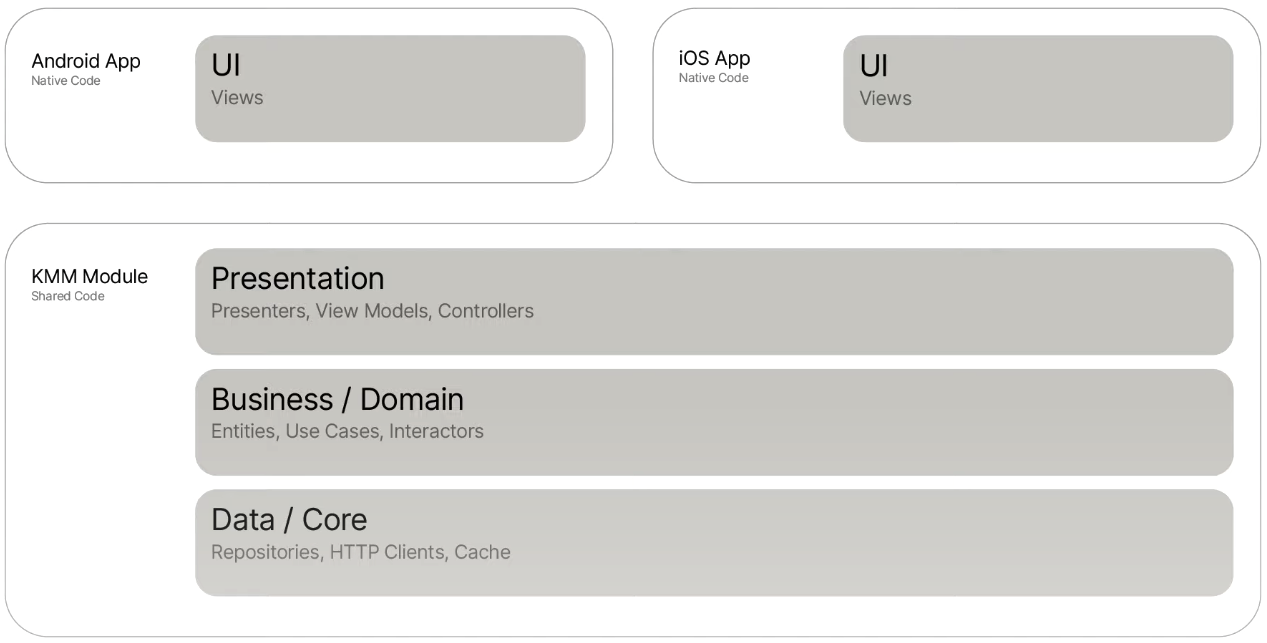 Android App
Native Code
UI
Views
iOS App
Native Code
UI
Views
KMM Module
Shared Code
Presentation
Presenters, View Models, Controllers
Business / Domain
Entities, Use Cases, Interactors
Data / Core
Repositories, HTTP Clients, Cache